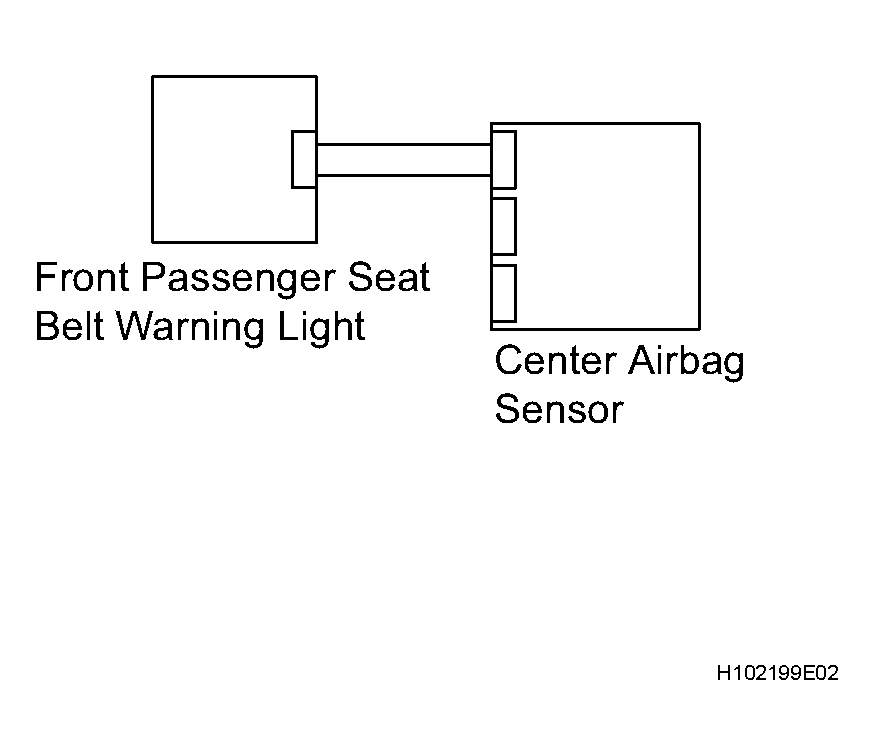 Front Passenger Seat
Belt Warning Light
Center Airbag
Sensor
H102199E02